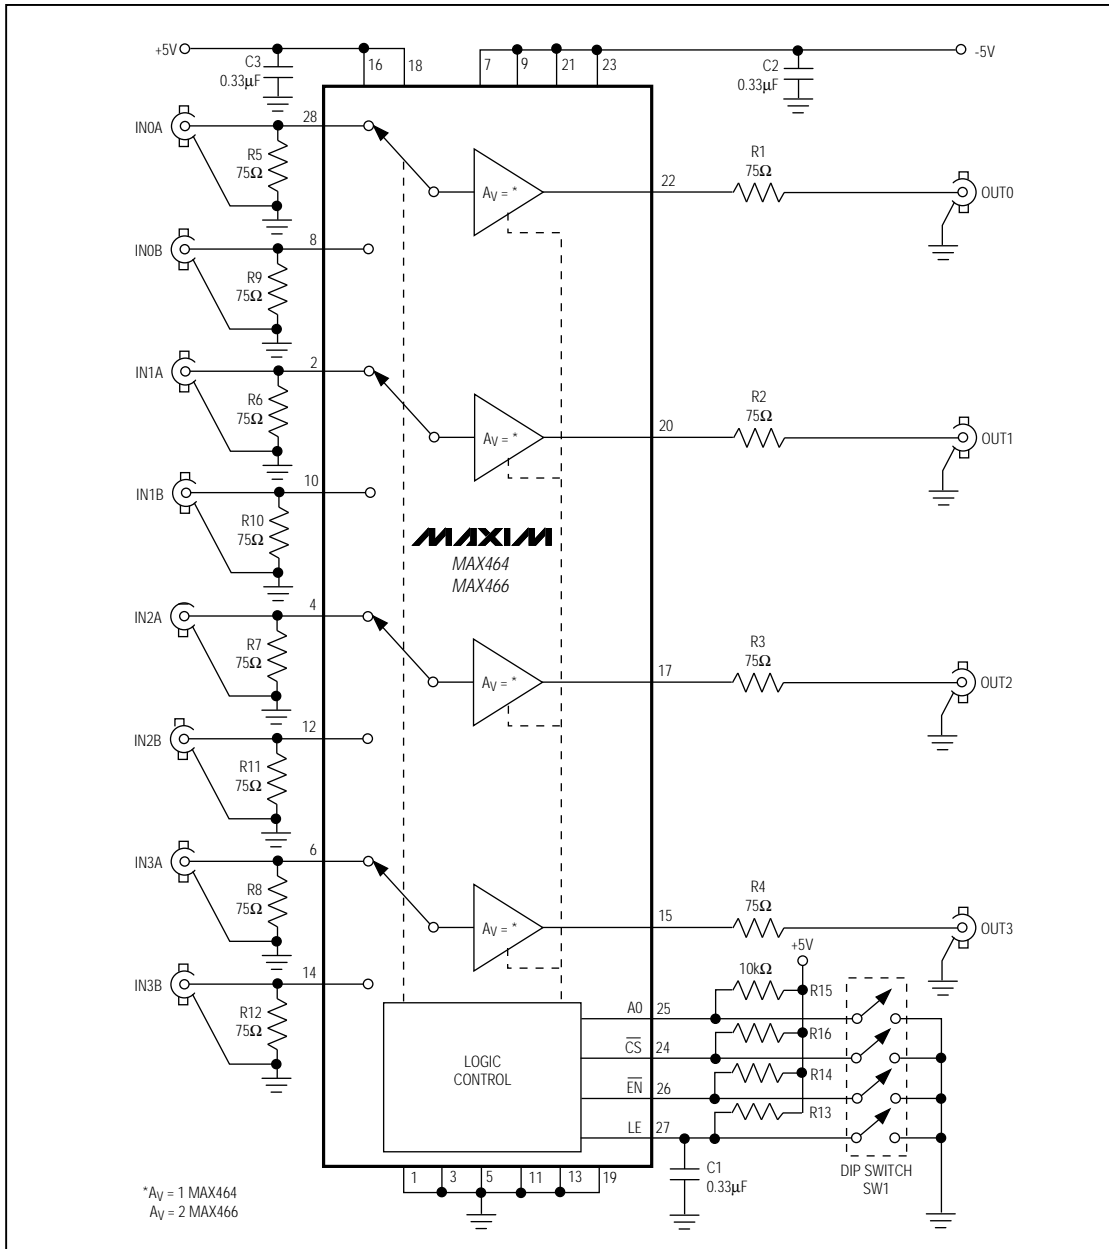 +5V
C3
0.33µF
16
18
7
9
21
23
C2
0.33µF
-5V
IN0A
28
R5
75Ω
AV = *
22
R1
75Ω
OUT0
IN0B
8
R9
75Ω
IN1A
2
R6
75Ω
AV = *
20
R2
75Ω
OUT1
IN1B
10
R10
75Ω
MAXIM
MAX464
MAX466
IN2A
4
R7
75Ω
AV = *
17
R3
75Ω
OUT2
IN2B
12
R11
75Ω
IN3A
6
R8
75Ω
AV = *
15
R4
75Ω
OUT3
+5V
IN3B
14
R12
75Ω
10kΩ
R15
A0
25
R16
CS
24
R14
EN
26
R13
LE
27
LOGIC
CONTROL
C1
0.33µF
DIP SWITCH
SW1
1
3
5
11
13
19
*AV = 1 MAX464
AV = 2 MAX466